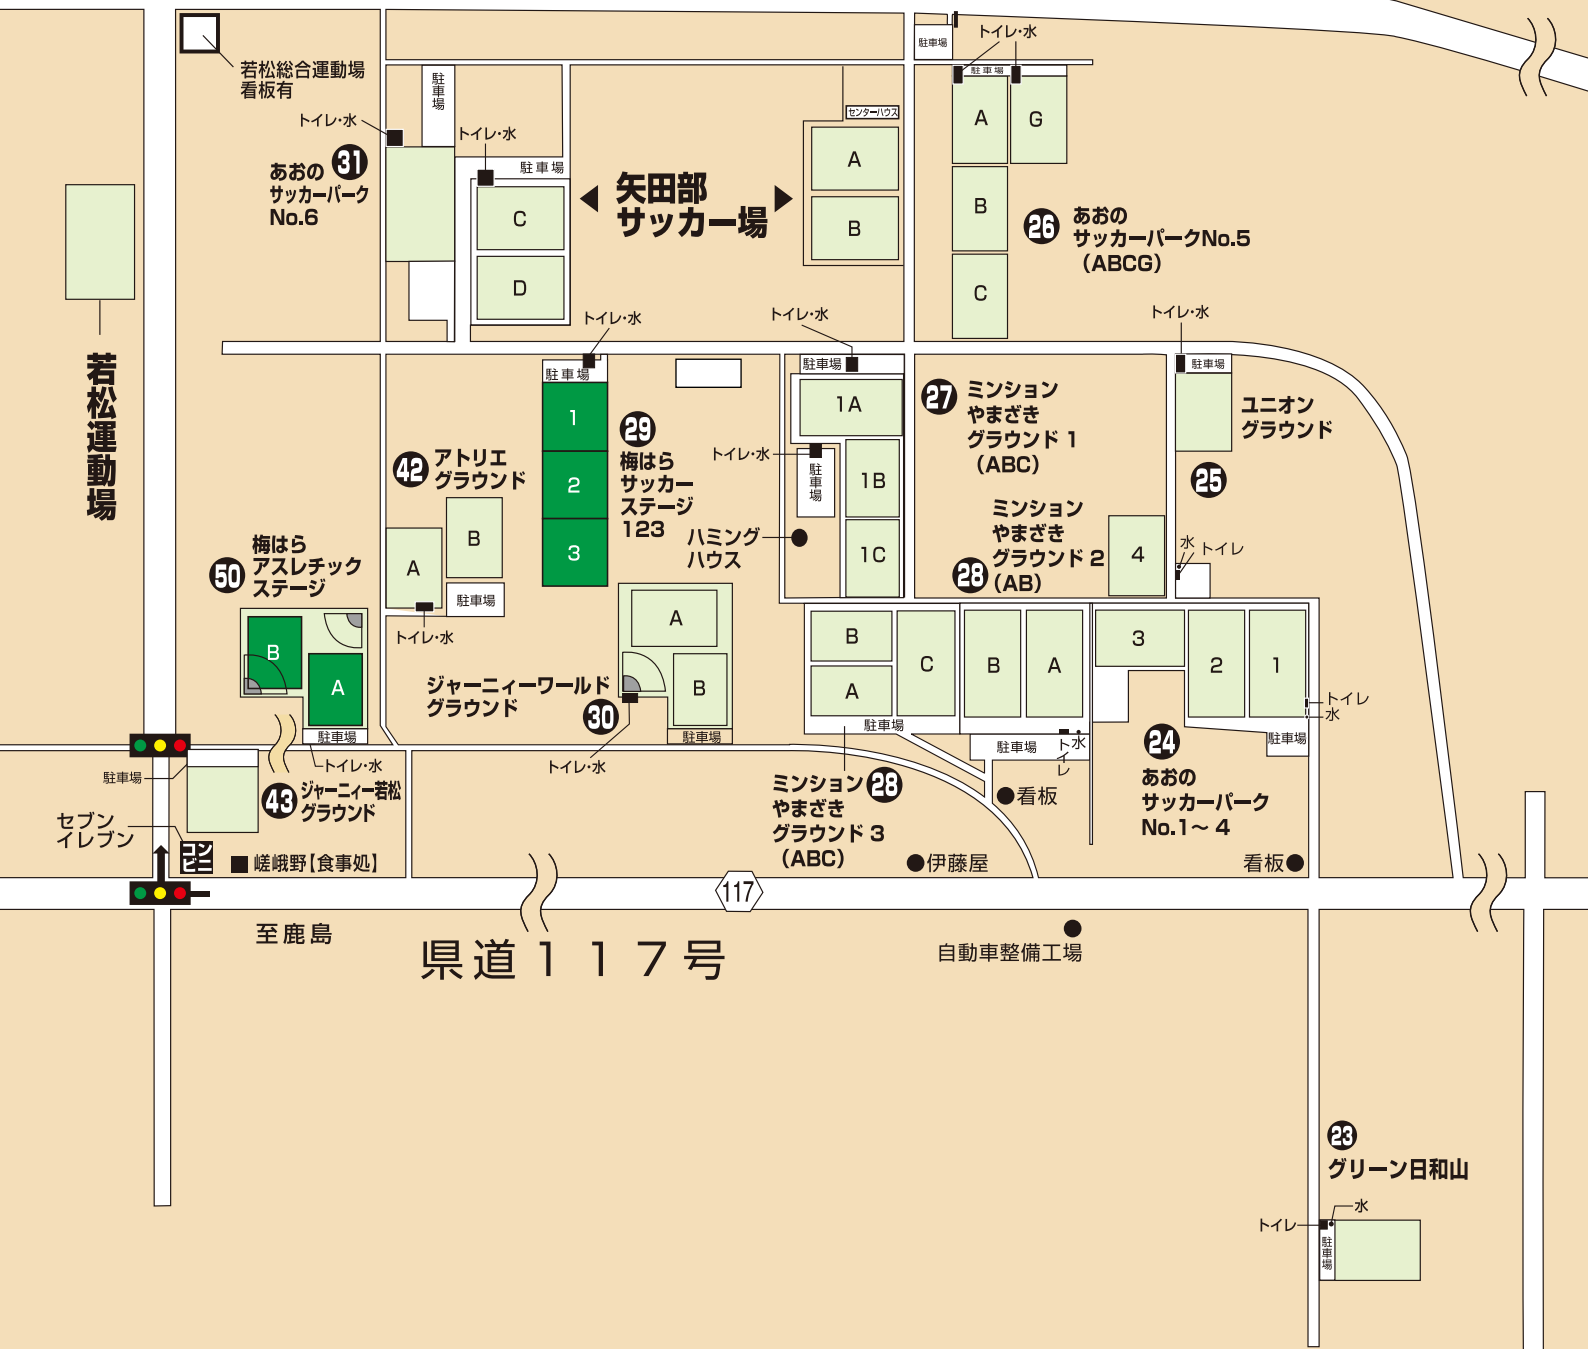 若松総合運動場
看板有
トイレ・水
31
あおの
サッカーパーク
No.6
駐車場
トイレ・水
駐車場
C
D
矢田部
サッカー場
センターハウス
A
B
駐車場
トイレ・水
駐車場
A
G
B
C
26
あおの
サッカーパークNo.5
（ABCG）
若松運動場
トイレ・水
駐車場
1
2
3
29
梅はら
サッカー
ステージ
123
42
アトリエ
グラウンド
A
B
駐車場
トイレ・水
トイレ・水
駐車場
1A
1B
1C
トイレ・水
駐車場
ハミング
ハウス
27
ミンション
やまざき
グラウンド 1
（ABC）
28
ミンション
やまざき
グラウンド 2
（AB）
トイレ・水
駐車場
ユニオン
グラウンド
25
4
水
トイレ
50
梅はら
アスレチック
ステージ
B
A
駐車場
トイレ・水
A
B
駐車場
ジャーニィーワールド
グラウンド
30
トイレ・水
B
A
C
駐車場
B
A
駐車場
トイレ
水
3
2
1
トイレ
水
駐車場
24
あおの
サッカーパーク
No.1～4
ミンション
28
やまざき
グラウンド 3
（ABC）
看板
伊藤屋
看板
駐車場
43
ジャーニィー若松
グラウンド
セブン
イレブン
コン
ビニ
嵯峨野【食事処】
117
至鹿島
県道１１７号
自動車整備工場
23
グリーン日和山
水
トイレ
駐車場